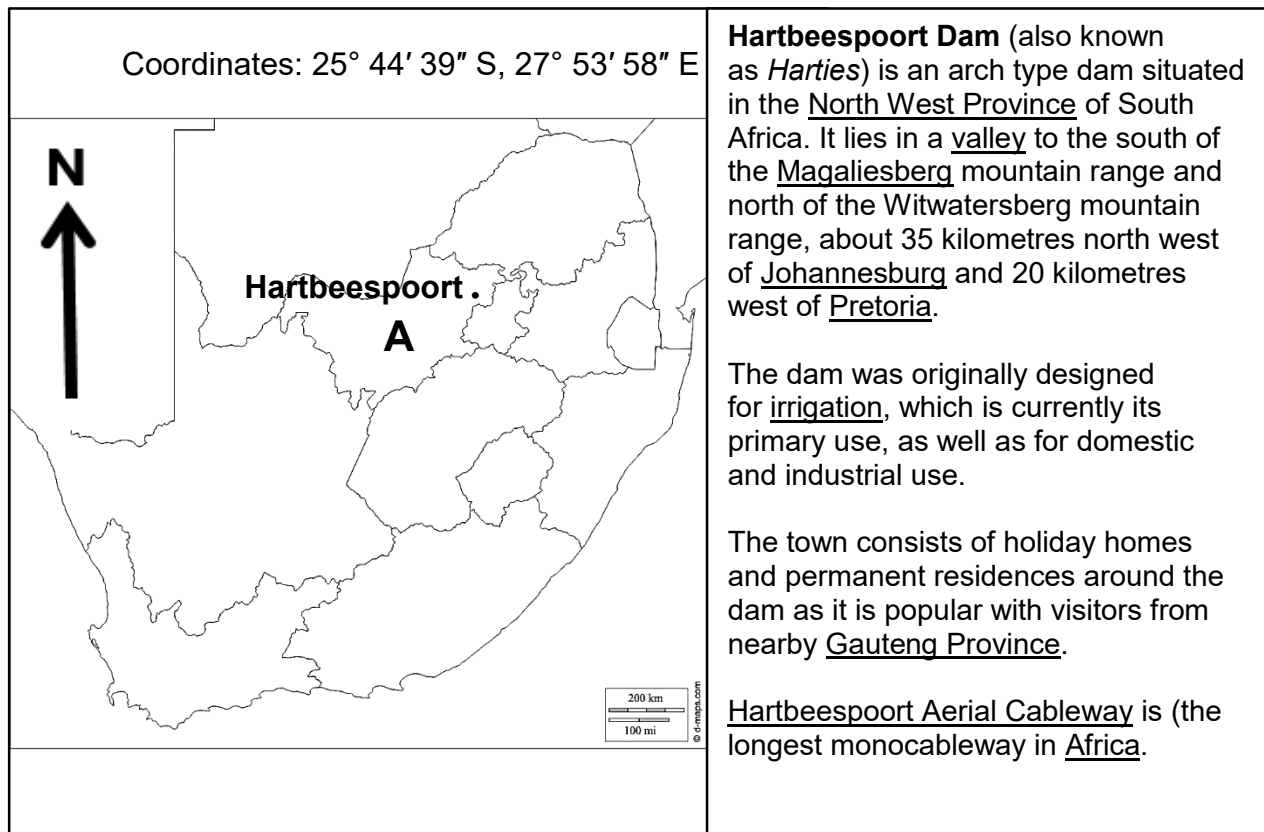 Coordinates: 25° 44′ 39″ S, 27° 53′ 58″ E
N
Hartbeespoort .
A
200 km
100 mi
© d-maps.com
Hartbeespoort Dam (also known
as Harties) is an arch type dam situated
in the North West Province of South
Africa. It lies in a valley to the south of
the Magaliesberg mountain range and
north of the Witwatersberg mountain
range, about 35 kilometres north west
of Johannesburg and 20 kilometres
west of Pretoria.
The dam was originally designed
for irrigation, which is currently its
primary use, as well as for domestic
and industrial use.
The town consists of holiday homes
and permanent residences around the
dam as it is popular with visitors from
nearby Gauteng Province.
Hartbeespoort Aerial Cableway is (the
longest monocableway in Africa.